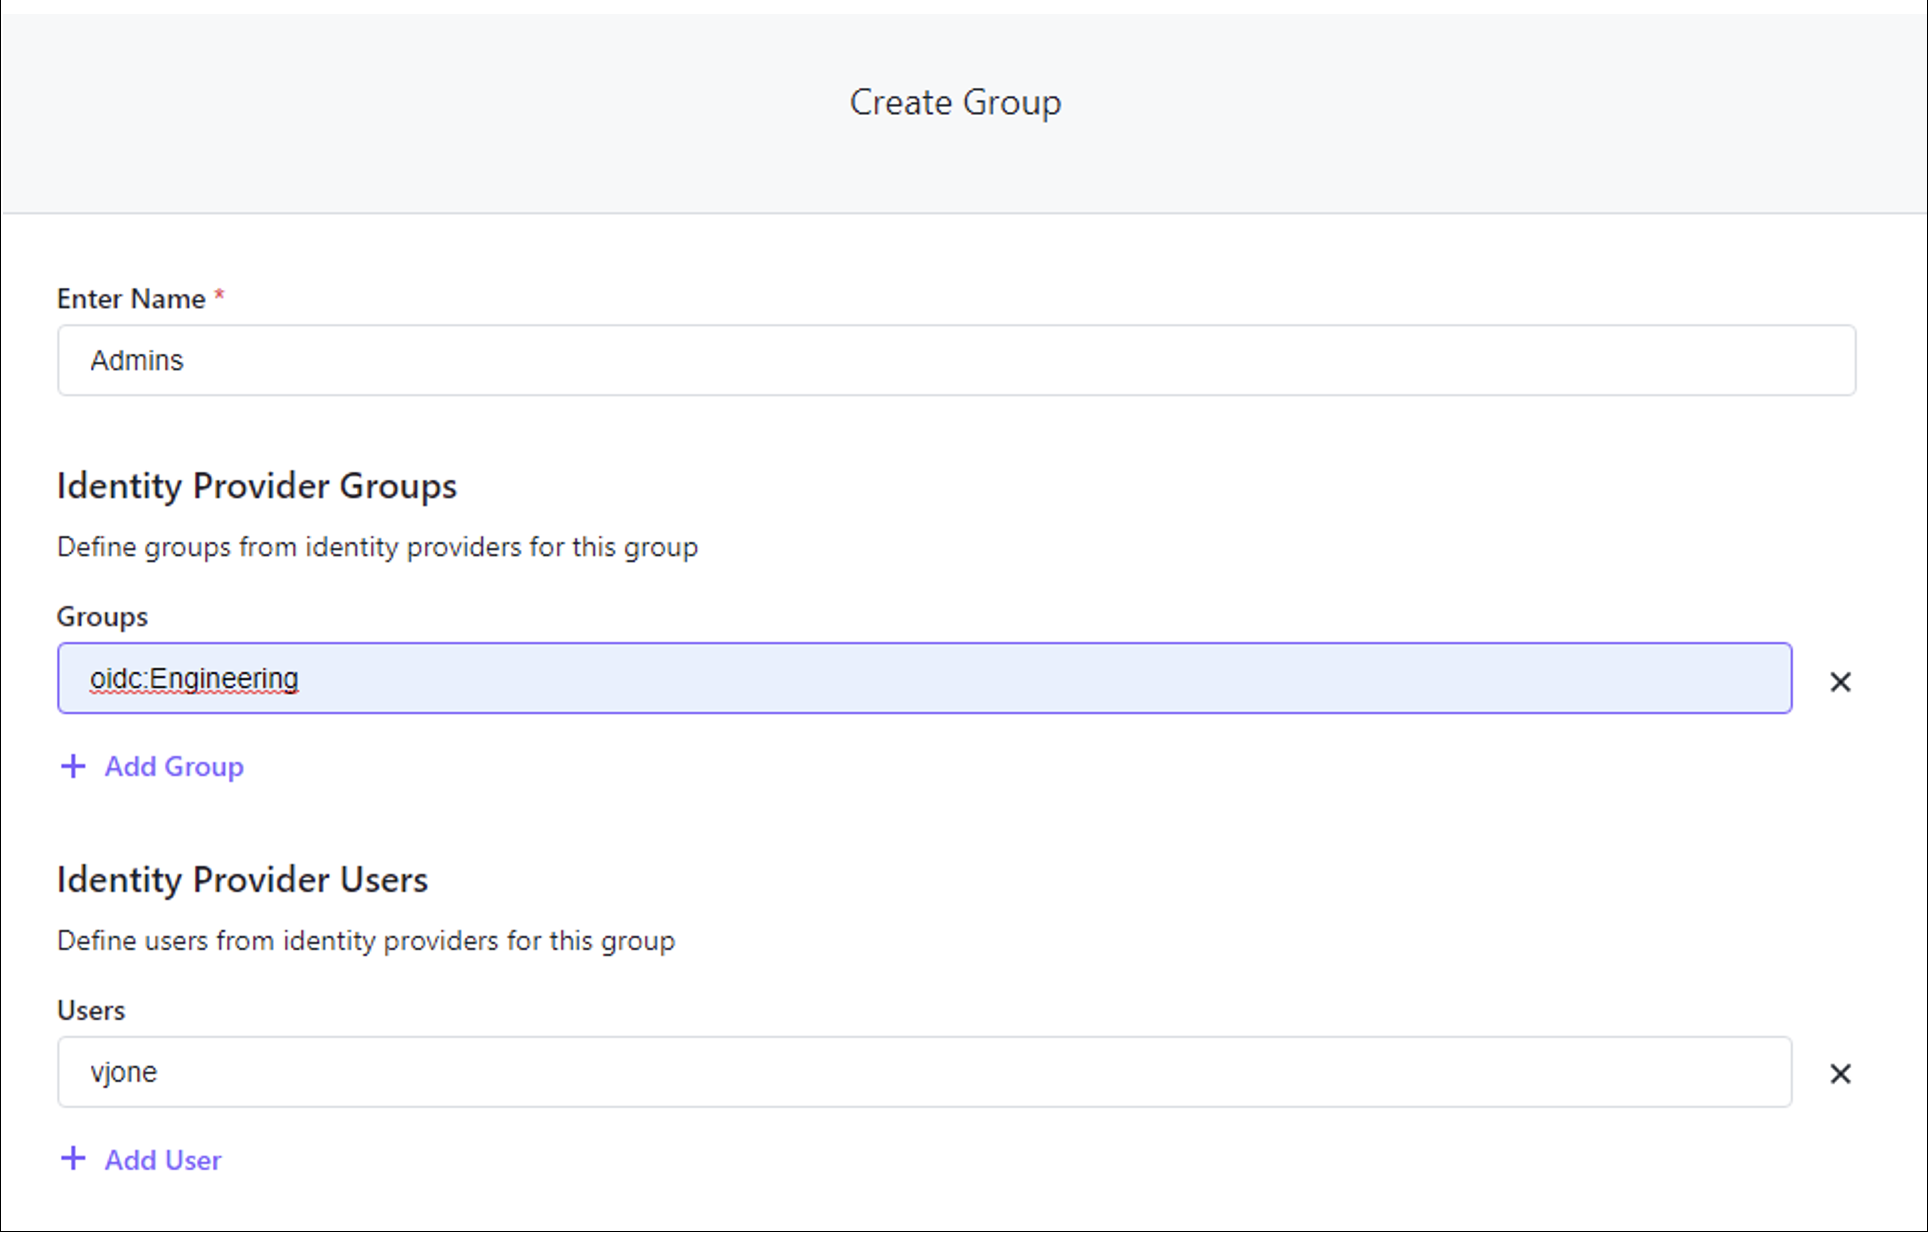 Create Group
Enter Name *
Admins
Identity Provider Groups
Define groups from identity providers for this group
Groups
oidc:Engineering
+ Add Group
Identity Provider Users
Define users from identity providers for this group
Users
vjone
+ Add User